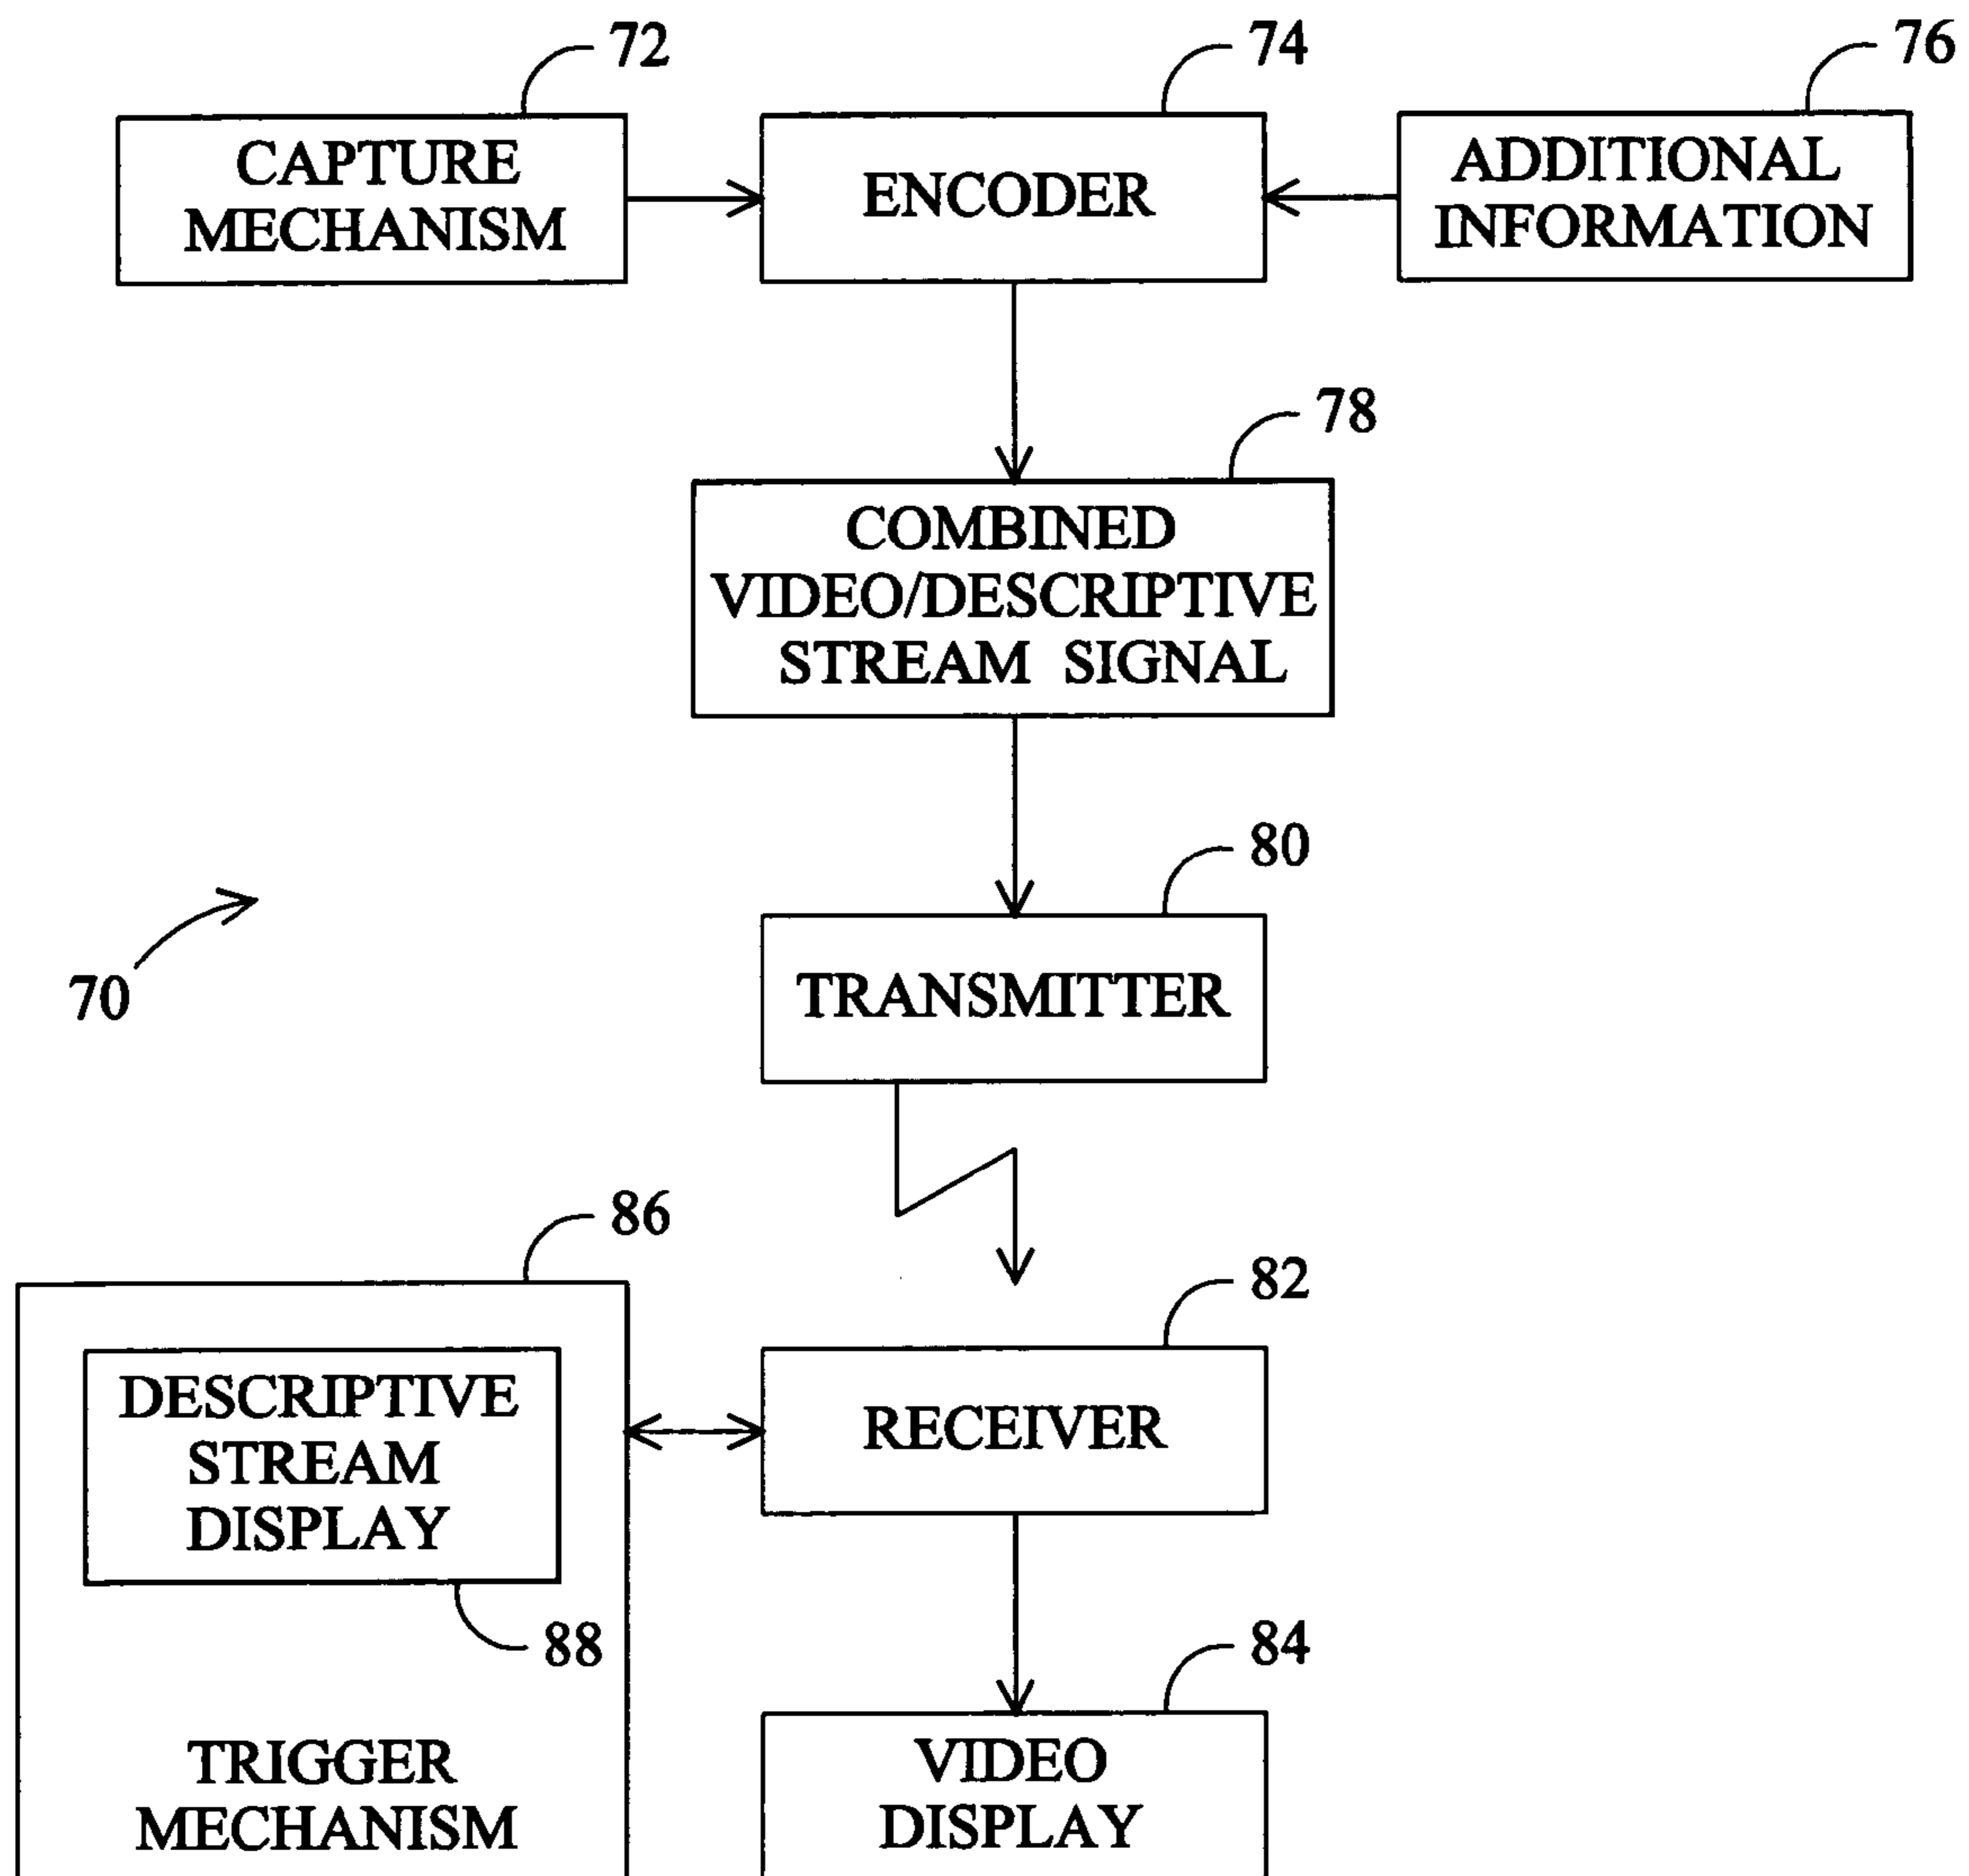 72
74
76
CAPTURE
MECHANISM
ENCODER
ADDITIONAL
INFORMATION
78
COMBINED
VIDEO/DESCRIPTIVE
STREAM SIGNAL
80
70
TRANSMITTER
86
82
DESCRIPTIVE
STREAM
DISPLAY
RECEIVER
88
84
TRIGGER
MECHANISM
VIDEO
DISPLAY